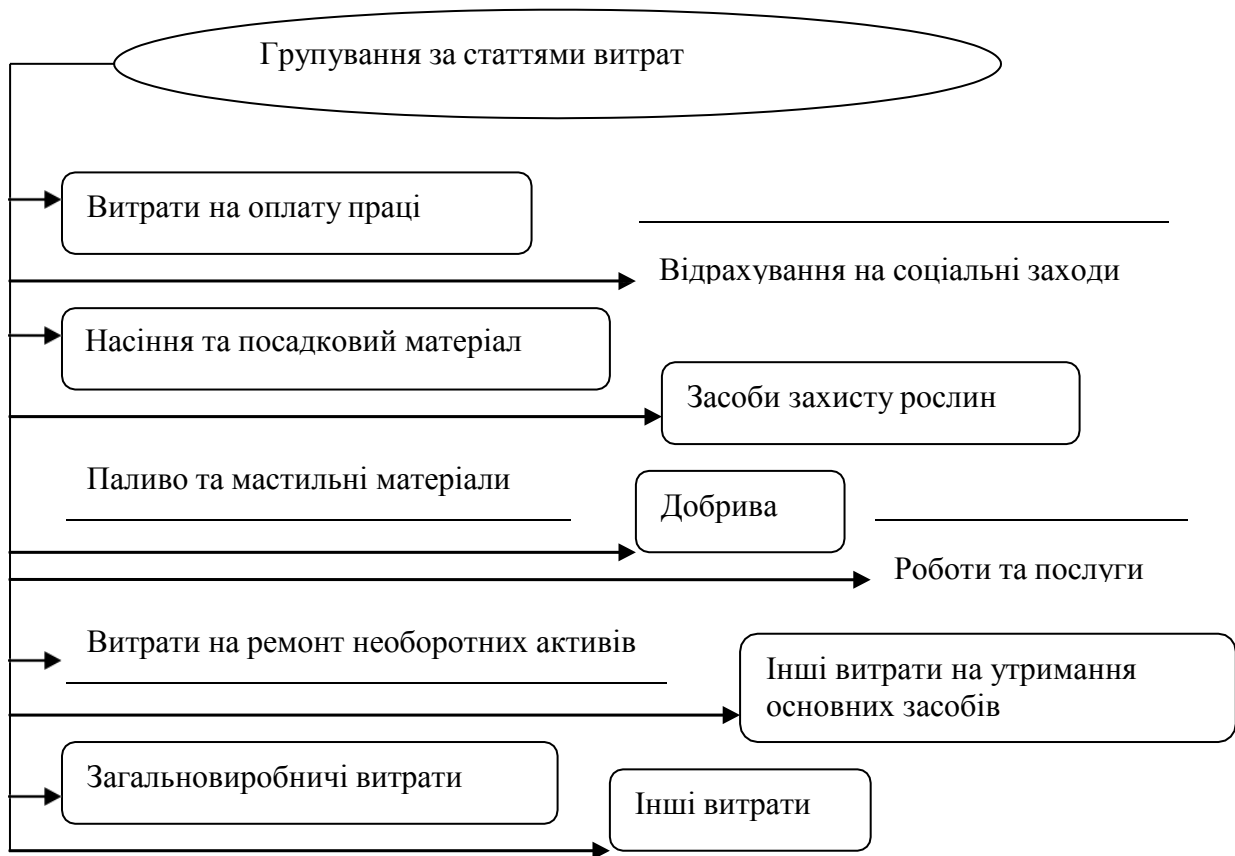 Групування за статтями витрат
Витрати на оплату праці
Відрахування на соціальні заходи
Насіння та посадковий матеріал
Засоби захисту рослин
Паливо та мастильні матеріали
Добрива
Роботи та послуги
Витрати на ремонт необоротних активів
Інші витрати на утримання
основних засобів
Загальновиробничі витрати
Інші витрати